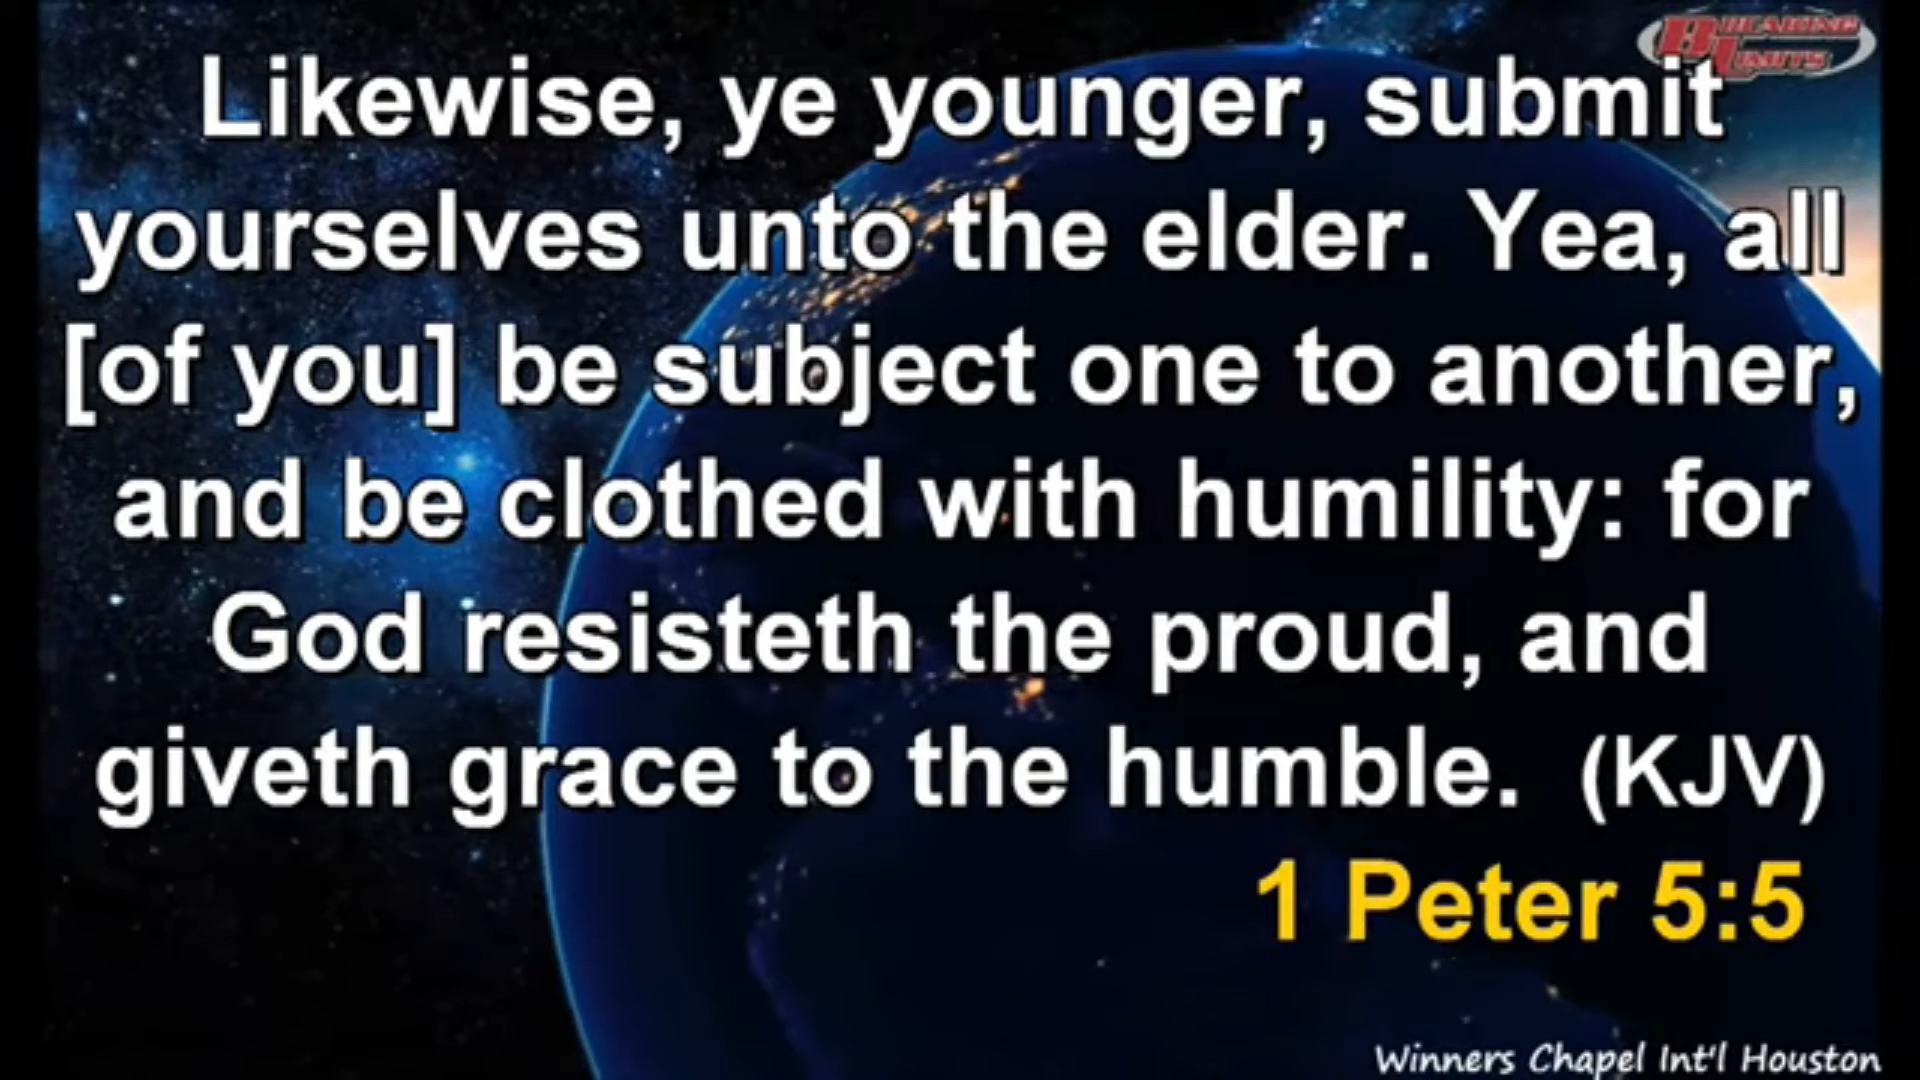 BREAKING
LIMITS
Likewise, ye younger, submit
yourselves unto the elder. Yea, all
[of you] be subject one to another,
and be clothed with humility: for
God resisteth the proud, and
giveth grace to the humble. (KJV)
1 Peter 5:5
Winners Chapel Int'l Houston